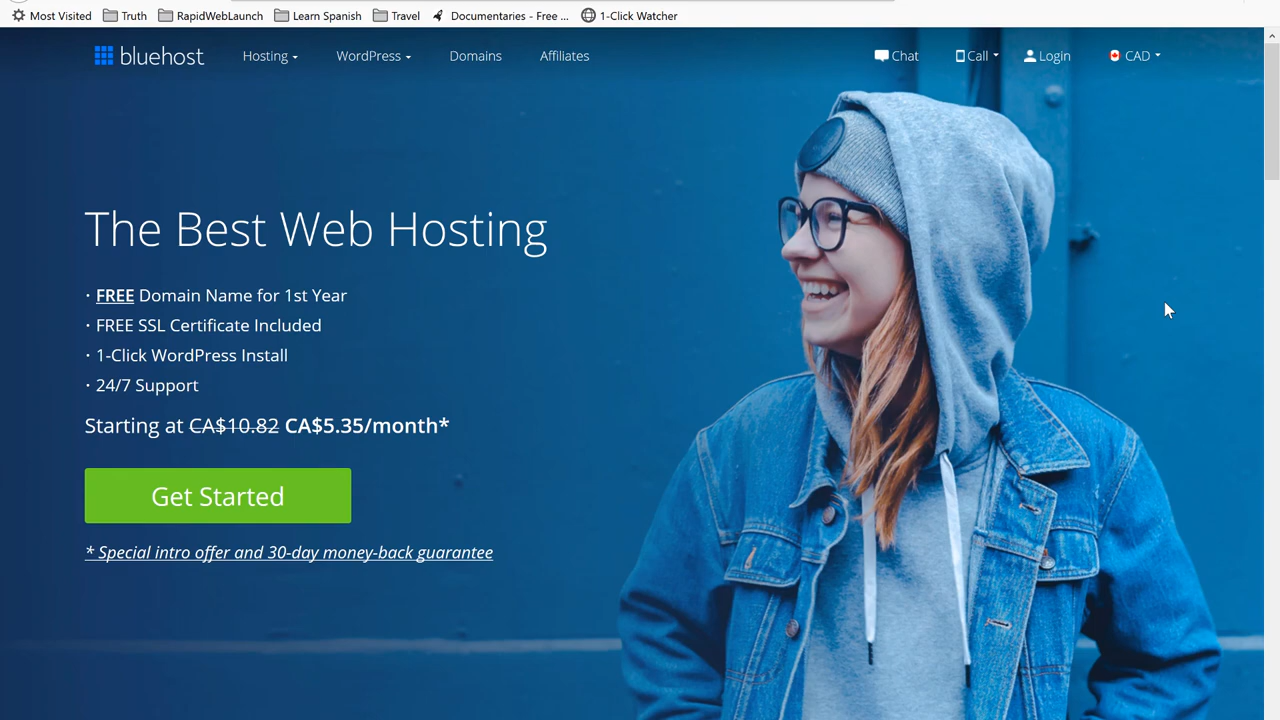 Most Visited Truth RapidWebLaunch Learn Spanish Travel Documentaries - Free ... 1-Click Watcher
bluehost Hosting WordPress Domains Affiliates Chat Call Login CAD
The Best Web Hosting
· FREE Domain Name for 1st Year
· FREE SSL Certificate Included
· 1-Click WordPress Install
· 24/7 Support
Starting at CA$10.82 CA$5.35/month*
Get Started
* Special intro offer and 30-day money-back guarantee